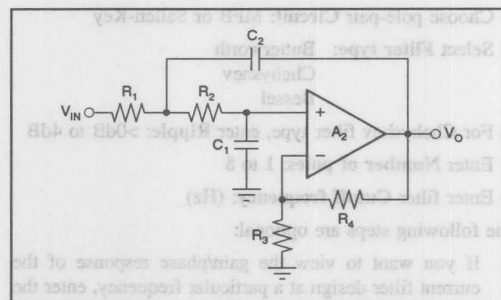 Choose pole-pair Circuit: MFB or Sallen-Key
Select Filter type: Butterworth
Chebyshev
Bessel
For Chebyshev filter type, enter Ripple: >0dB to 4dB
Enter Number of poles: 1 to 5
Enter filter Cutoff frequency: (Hz)
The following steps are optional:
If you want to view the gain/phase response of the
current filter design at a particular frequency, enter the
C2
R1
R2
VIN
C1
+
−
A2
VO
R3
R4